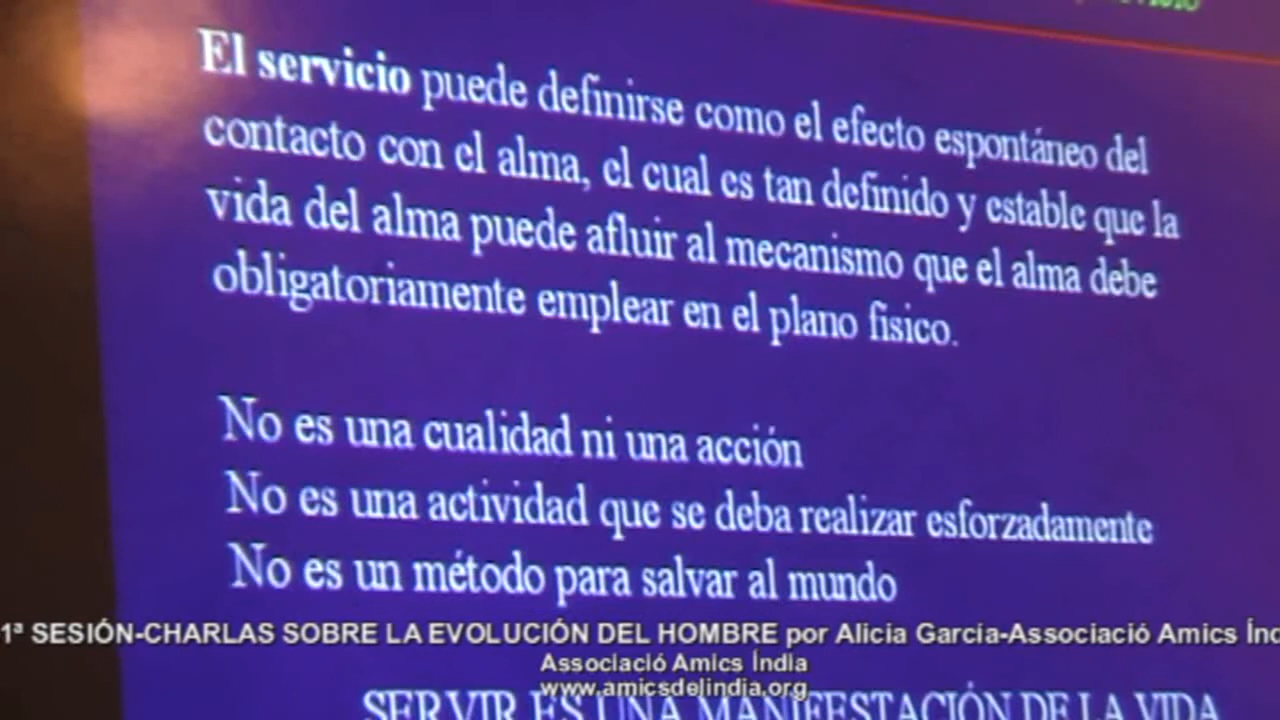 El servicio puede definirse como el efecto espontáneo del
contacto con el alma, el cual es tan definido y estable que la
vida del alma puede afluir al mecanismo que el alma debe
obligatoriamente emplear en el plano físico.
No es una cualidad ni una acción
No es una actividad que se deba realizar esforzadamente
No es un método para salvar al mundo
1ª SESIÓN-CHARLAS SOBRE LA EVOLUCIÓN DEL HOMBRE por Alicia García-Associació Amics
Associació Amics Índia
www.amicsdelindia.org
SERVIR ES UNA MANIFESTACIÓN DE LA VIDA